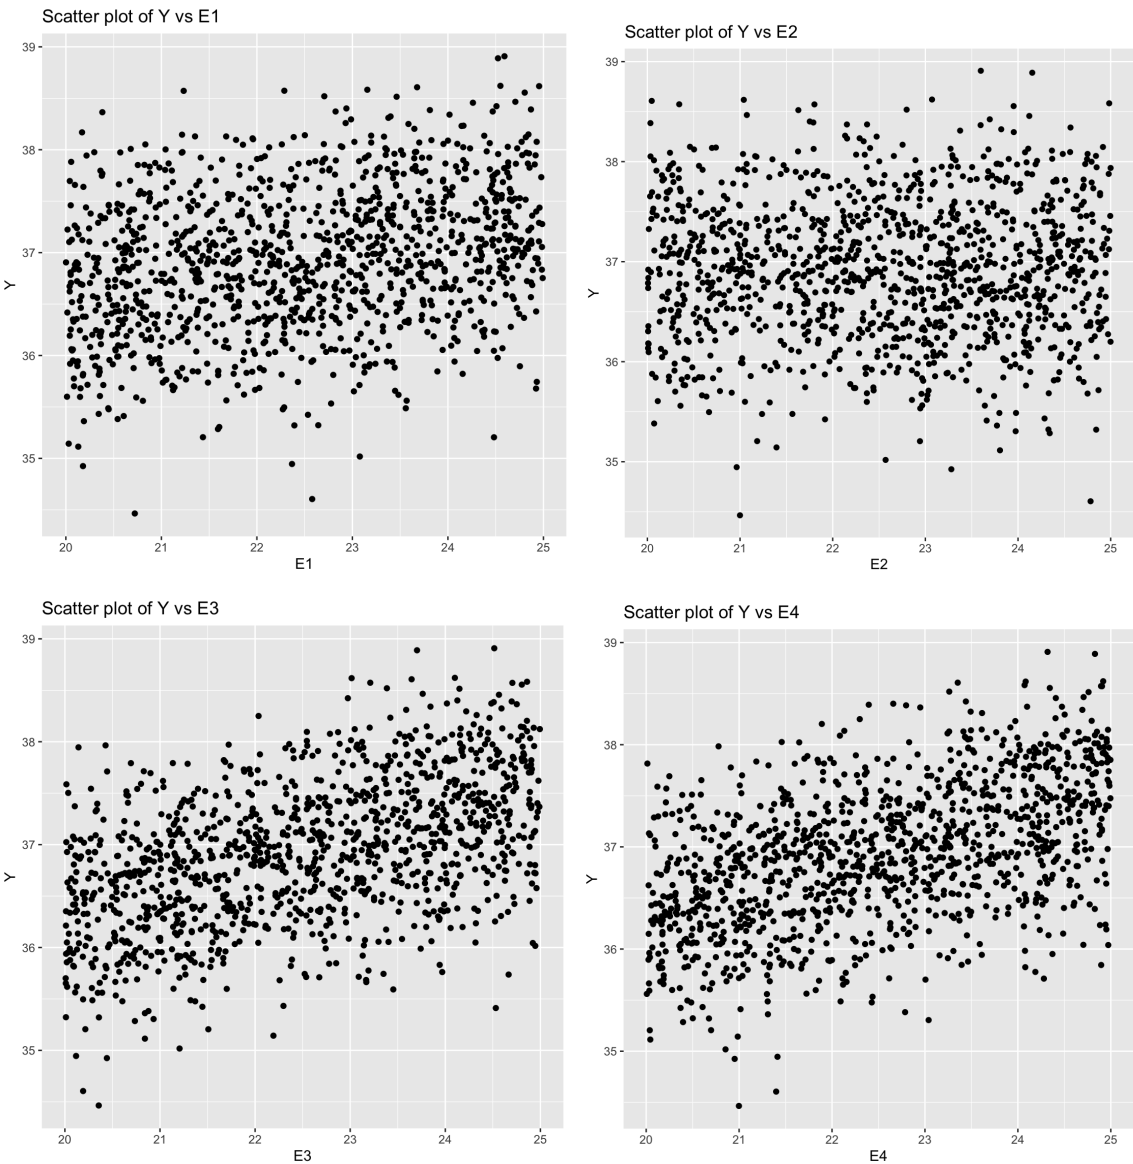 Scatter plot of Y vs E1
39
38
37
36
35
Y
20 21 22 23 24 25
E1
Scatter plot of Y vs E2
39
38
37
36
35
Y
20 21 22 23 24 25
E2
Scatter plot of Y vs E3
39
38
37
36
35
Y
20 21 22 23 24 25
E3
Scatter plot of Y vs E4
39
38
37
36
35
Y
20 21 22 23 24 25
E4